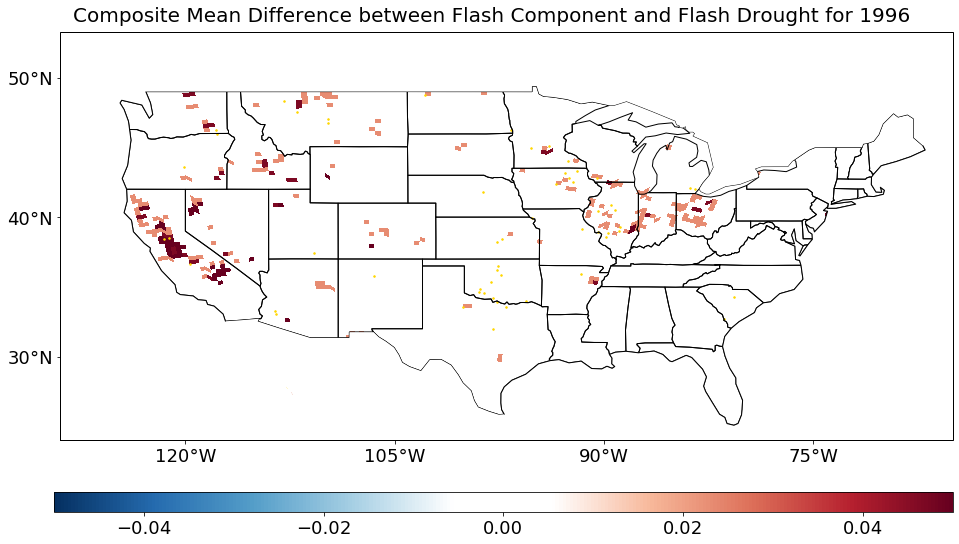 Composite Mean Difference between Flash Component and Flash Drought for 1996
50°N
40°N
30°N
120°W 105°W 90°W 75°W
−0.04 −0.02 0.00 0.02 0.04